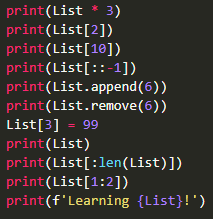 print(List * 3)
print(List[2])
print(List[10])
print(List[::-1])
print(List.append(6))
print(List.remove(6))
List[3] = 99
print(List)
print(List[:len(List)])
print(List[1:2])
print(f'Learning {List}!')